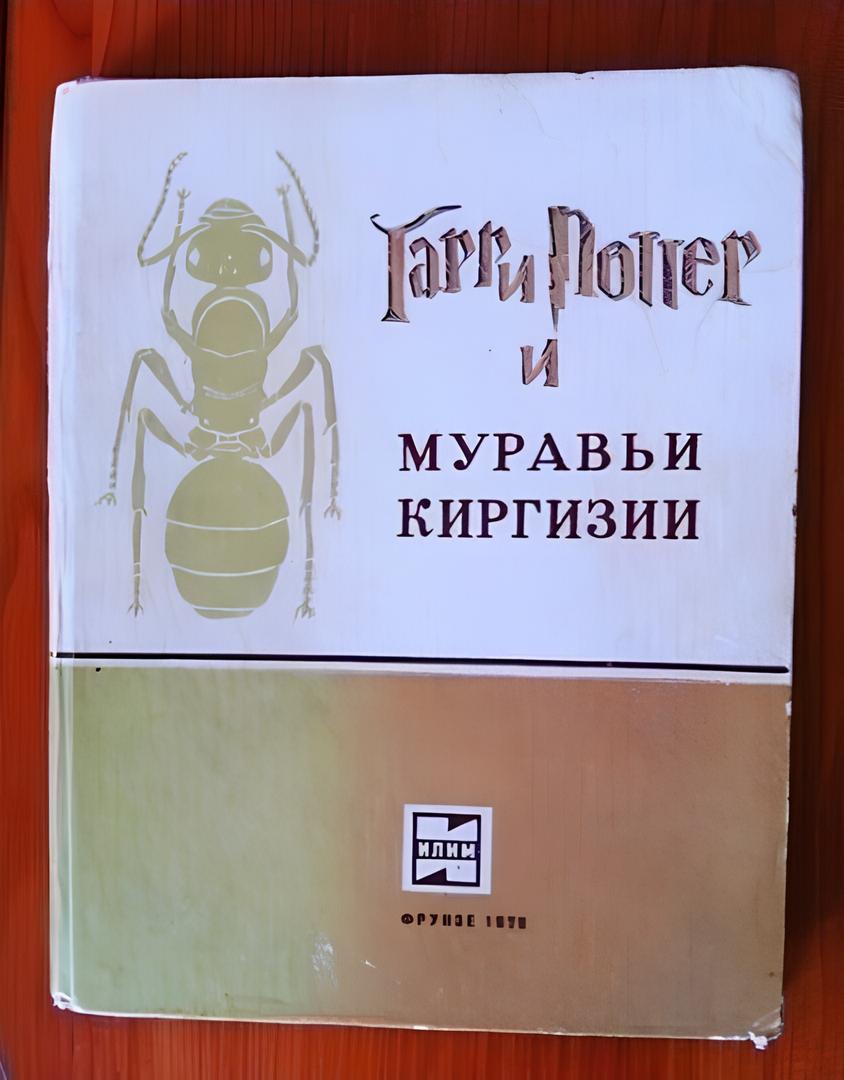 Гарри Поттер
и
МУРАВЬИ
КИРГИЗИИ
ИЛИМ
ФРУНЗЕ